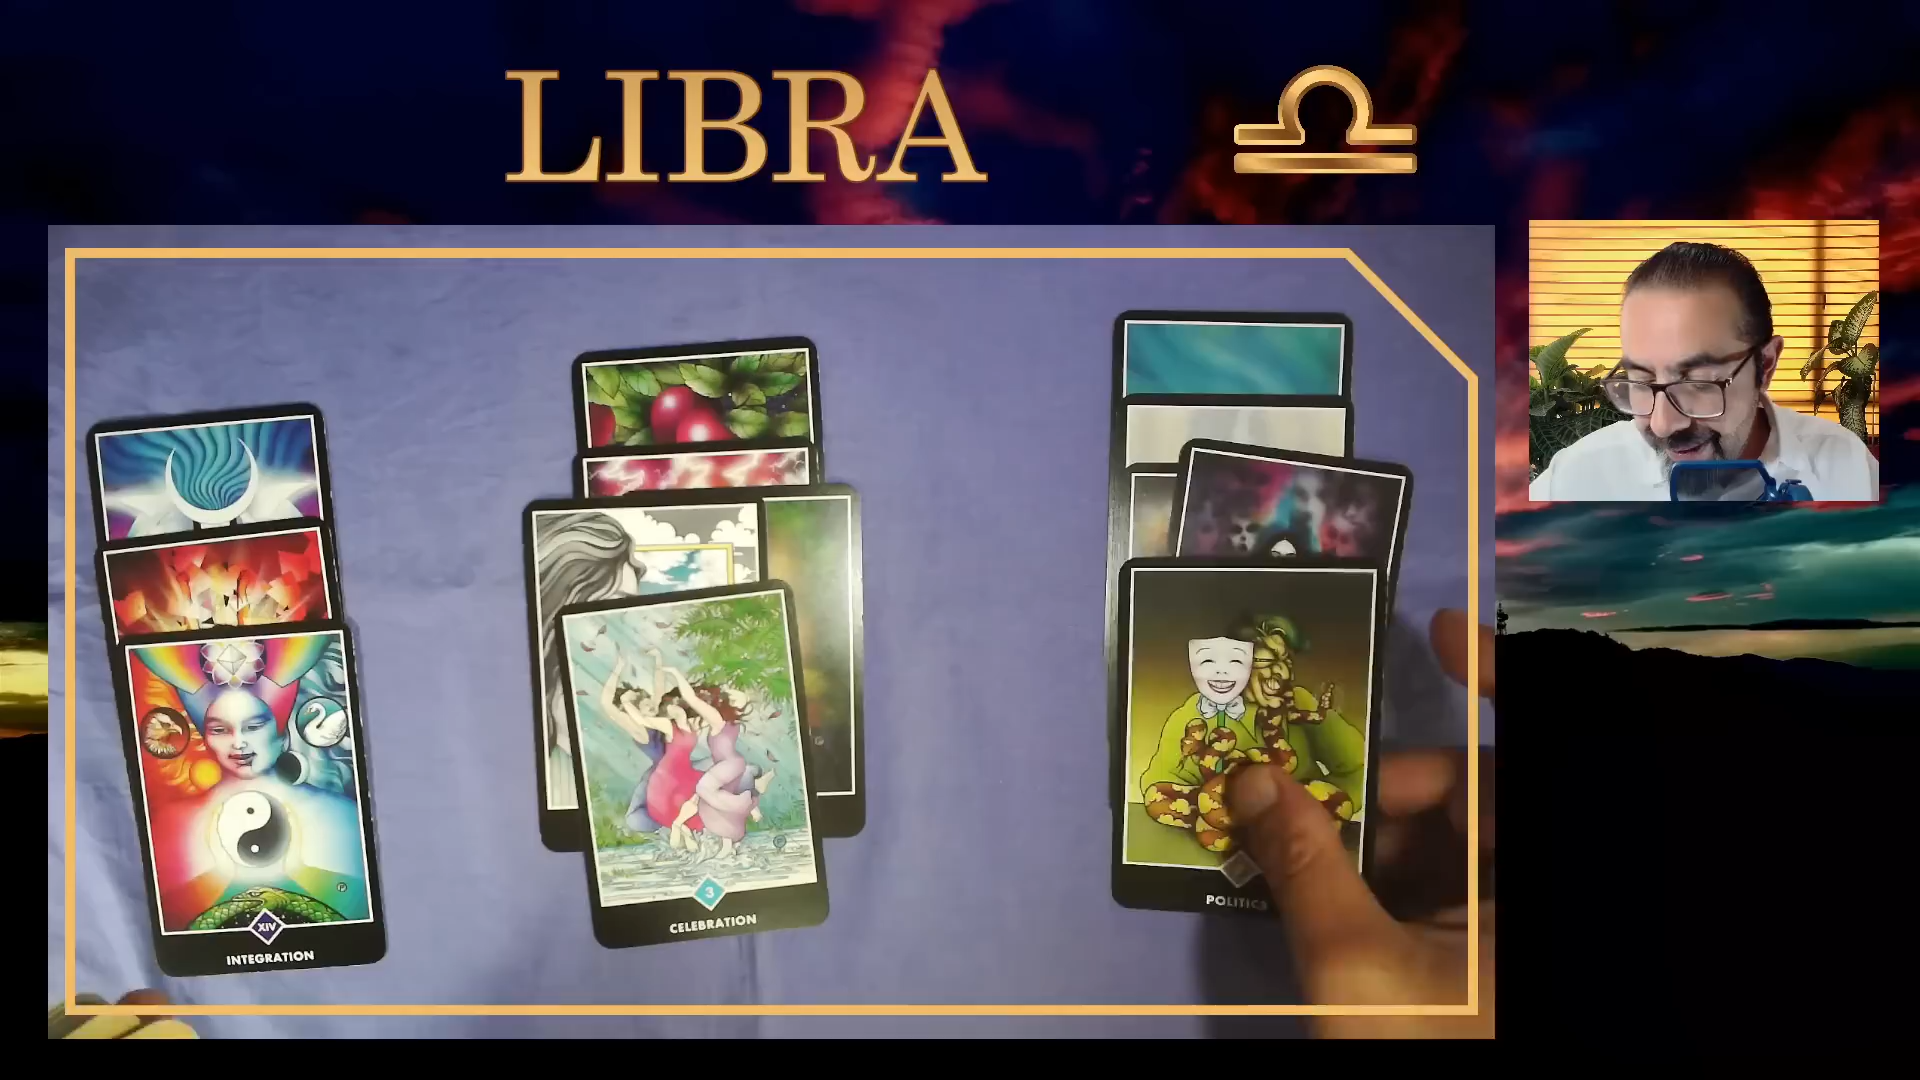 LIBRA
XIV
INTEGRATION
3
CELEBRATION
POLITICS